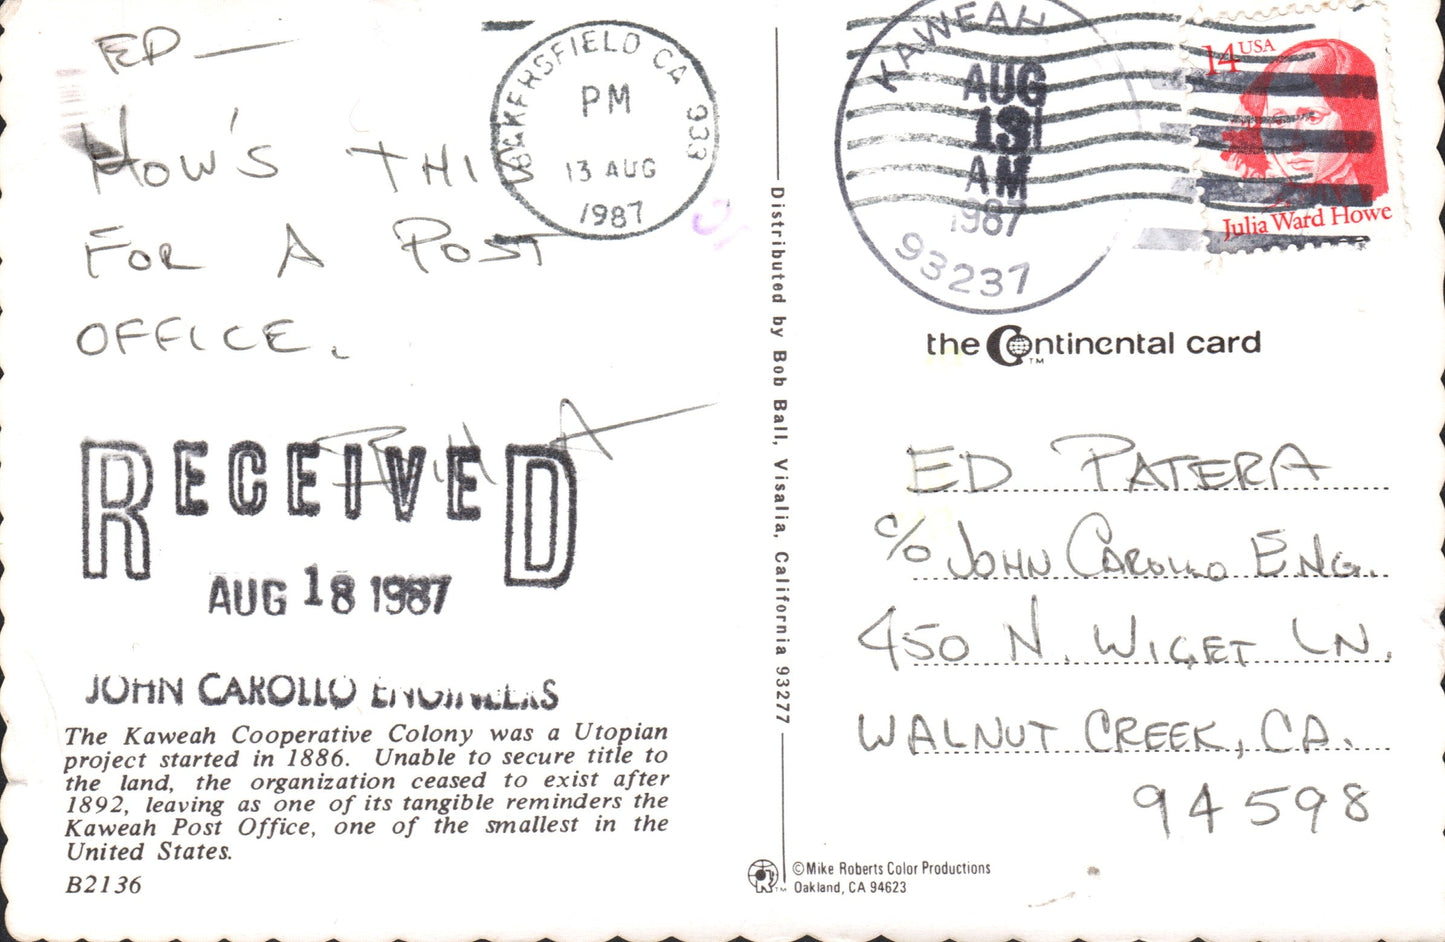 ED —
HOW'S THI
FOR A POST
OFFICE.
BAKERSFIELD CA 933
PM
13 AUG
1987
RECEIVED
AUG 18 1987
JOHN CAROLLO ENGINEERS
The Kaweah Cooperative Colony was a Utopian
project started in 1886. Unable to secure title to
the land, the organization ceased to exist after
1892, leaving as one of its tangible reminders the
Kaweah Post Office, one of the smallest in the
United States.
B2136
Distributed by Bob Ball, Visalia, California 93277
©Mike Roberts Color Productions
Oakland, CA 94623
KAWEAH
AUG
13
AM
1987
93237
14 USA
Julia Ward Howe
the Continental card
TM
ED PATERA
c/o JOHN CAROLLO ENG.
450 N. WIGET LN.
WALNUT CREEK, CA.
94598